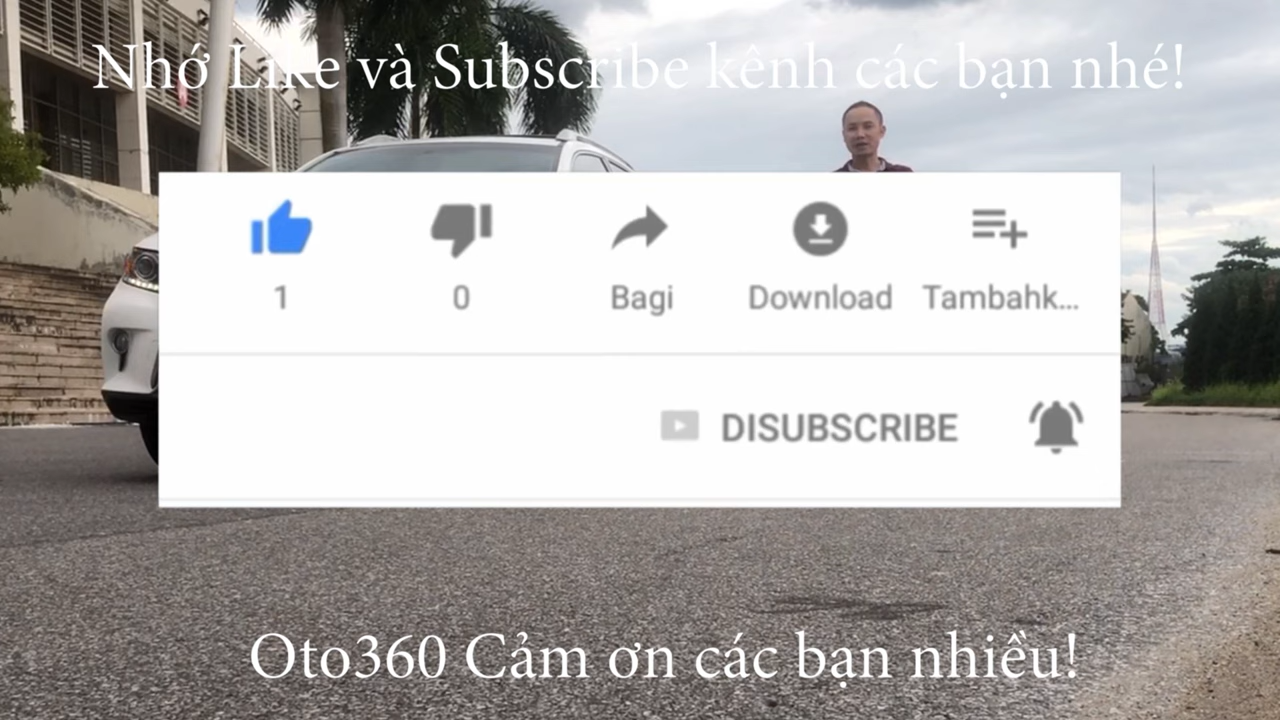 Nhớ Like và Subscribe kênh các bạn nhé!
1 0 Bagi Download Tambahk...
DISUBSCRIBE
Oto360 Cảm ơn các bạn nhiều!